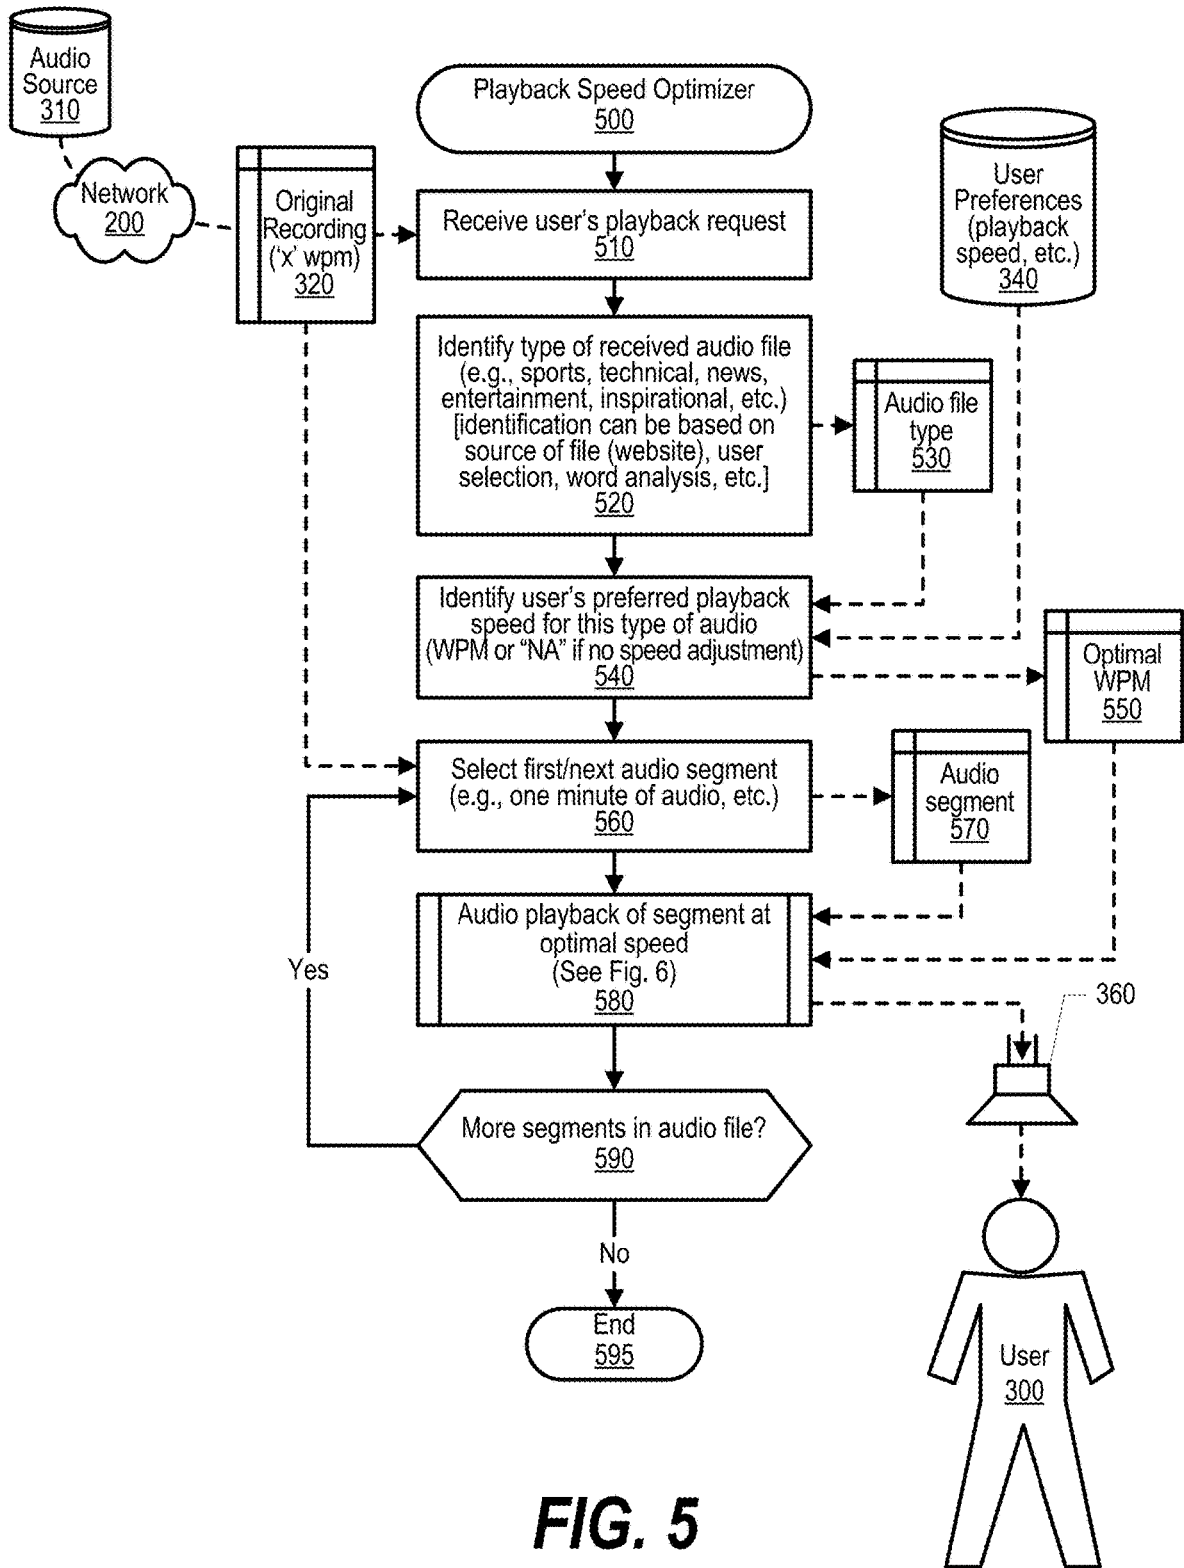 Audio
Source
310
Network
200
Original
Recording
('x' wpm)
320
Playback Speed Optimizer
500
Receive user's playback request
510
User
Preferences
(playback
speed, etc.)
340
Identify type of received audio file
(e.g., sports, technical, news,
entertainment, inspirational, etc.)
[identification can be based on
source of file (website), user
selection, word analysis, etc.]
520
Audio file
type
530
Identify user's preferred playback
speed for this type of audio
(WPM or "NA" if no speed adjustment)
540
Optimal
WPM
550
Select first/next audio segment
(e.g., one minute of audio, etc.)
560
Audio
segment
570
Audio playback of segment at
optimal speed
(See Fig. 6)
580
Yes
360
More segments in audio file?
590
No
End
595
User
300
FIG. 5